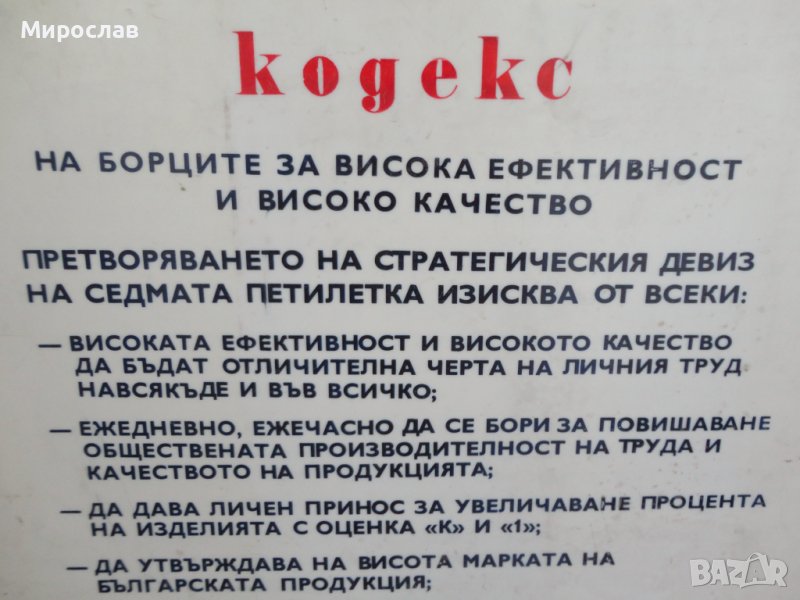 Мирослав
кодекс
НА БОРЦИТЕ ЗА ВИСОКА ЕФЕКТИВНОСТ
И ВИСОКО КАЧЕСТВО
ПРЕТВОРЯВАНЕТО НА СТРАТЕГИЧЕСКИЯ ДЕВИЗ
НА СЕДМАТА ПЕТИЛЕТКА ИЗИСКВА ОТ ВСЕКИ:
— ВИСОКАТА ЕФЕКТИВНОСТ И ВИСОКОТО КАЧЕСТВО
ДА БЪДАТ ОТЛИЧИТЕЛНА ЧЕРТА НА ЛИЧНИЯ ТРУД
НАВСЯКЪДЕ И ВЪВ ВСИЧКО;
— ЕЖЕДНЕВНО, ЕЖЕЧАСНО ДА СЕ БОРИ ЗА ПОВИШАВАНЕ
ОБЩЕСТВЕНАТА ПРОИЗВОДИТЕЛНОСТ НА ТРУДА И
КАЧЕСТВОТО НА ПРОДУКЦИЯТА;
— ДА ДАВА ЛИЧЕН ПРИНОС ЗА УВЕЛИЧАВАНЕ ПРОЦЕНТА
НА ИЗДЕЛИЯТА С ОЦЕНКА «К» И «1»;
— ДА УТВЪРЖДАВА НА ВИСОТА МАРКАТА НА
БЪЛГАРСКАТА ПРОДУКЦИЯ;
BAZAR